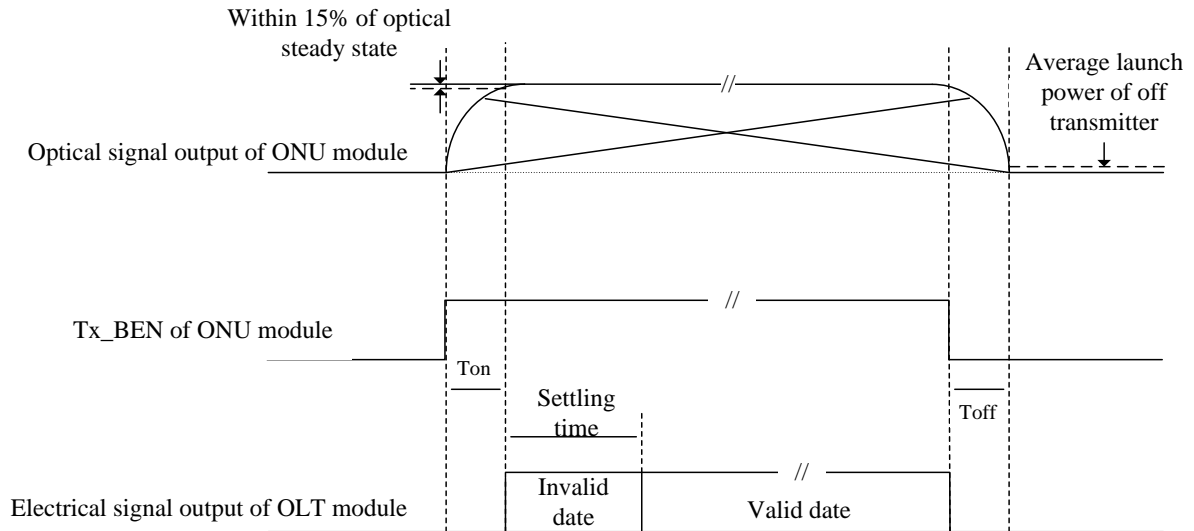 Within 15% of optical
steady state
Average launch
power of off
transmitter
//
Optical signal output of ONU module
//
Tx_BEN of ONU module
Ton
Toff
Settling
time
//
Electrical signal output of OLT module
Invalid
date
Valid date